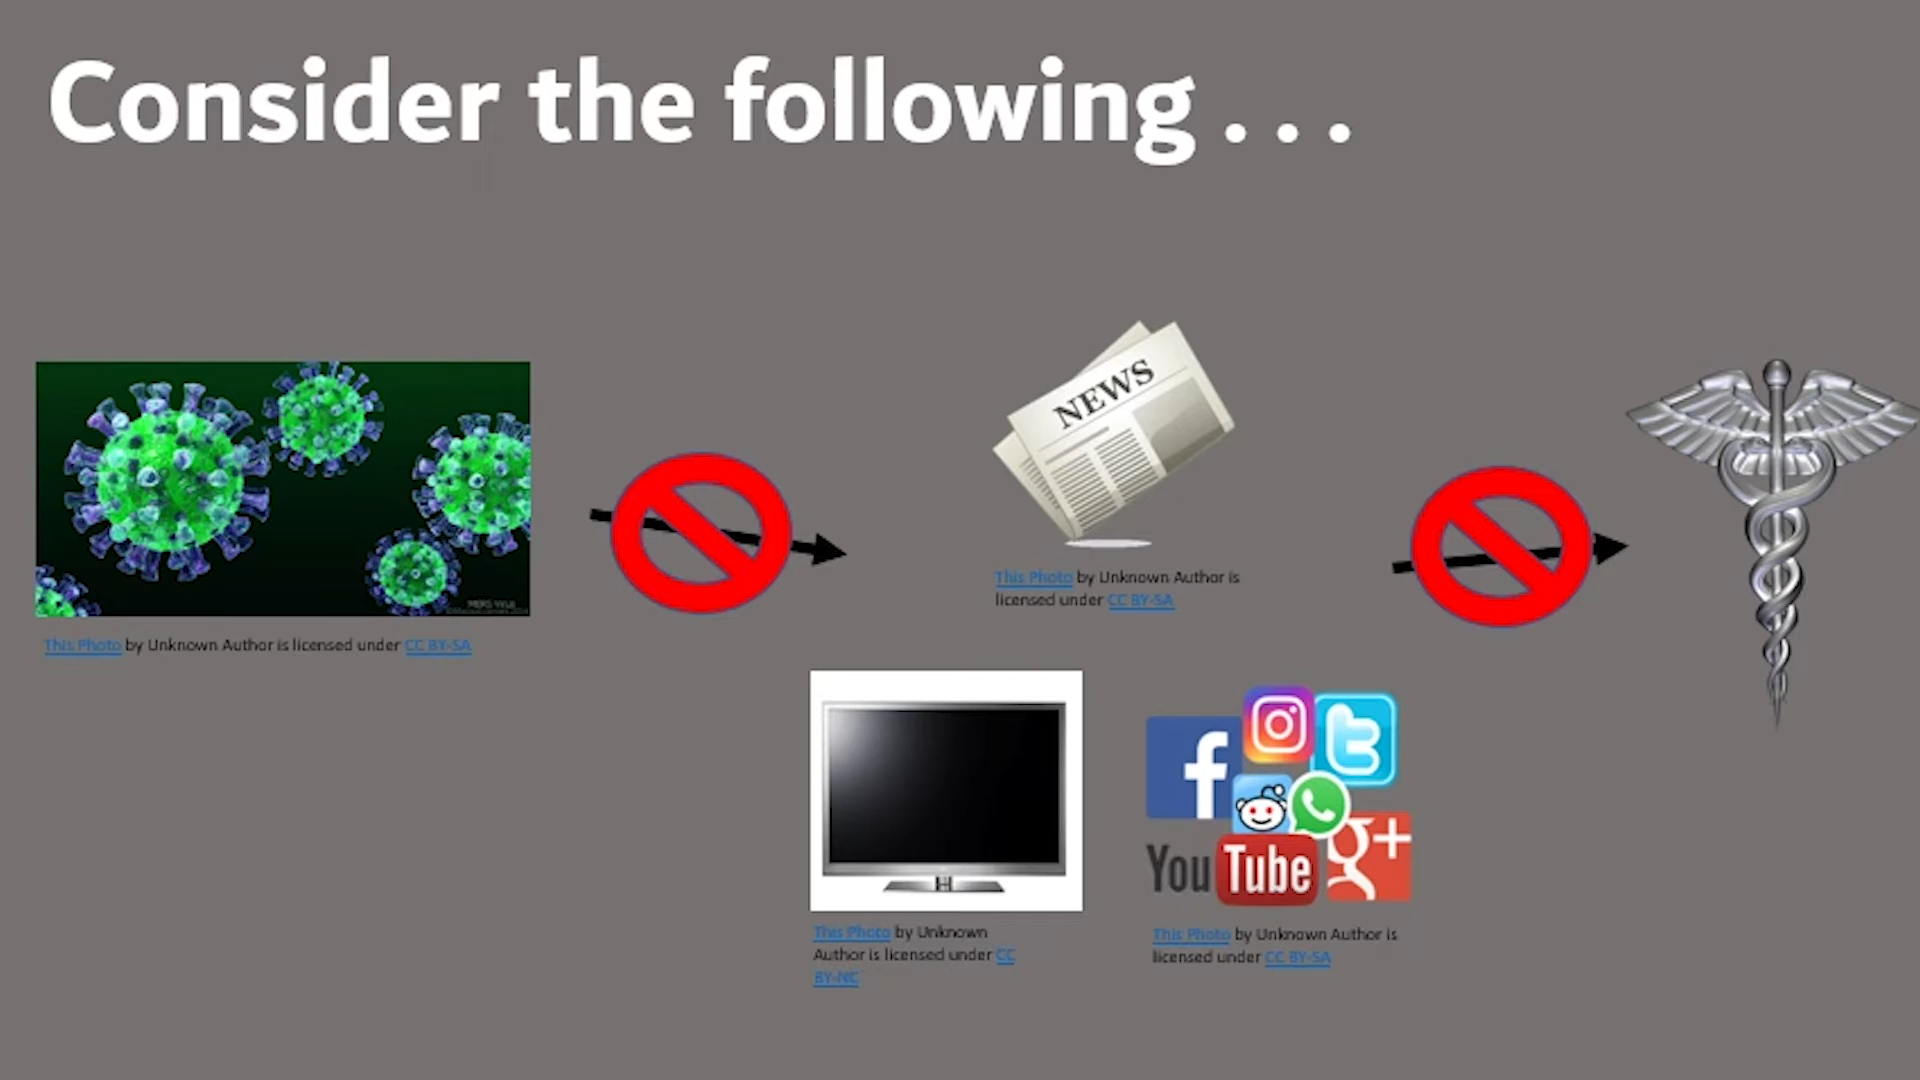 Consider the following . . .
NEWS
This Photo by Unknown Author is
licensed under CC BY-SA
This Photo by Unknown Author is licensed under CC BY-SA
f
t
You Tube
g+
This Photo by Unknown
Author is licensed under CC
BY-NC
This Photo by Unknown Author is
licensed under CC BY-SA